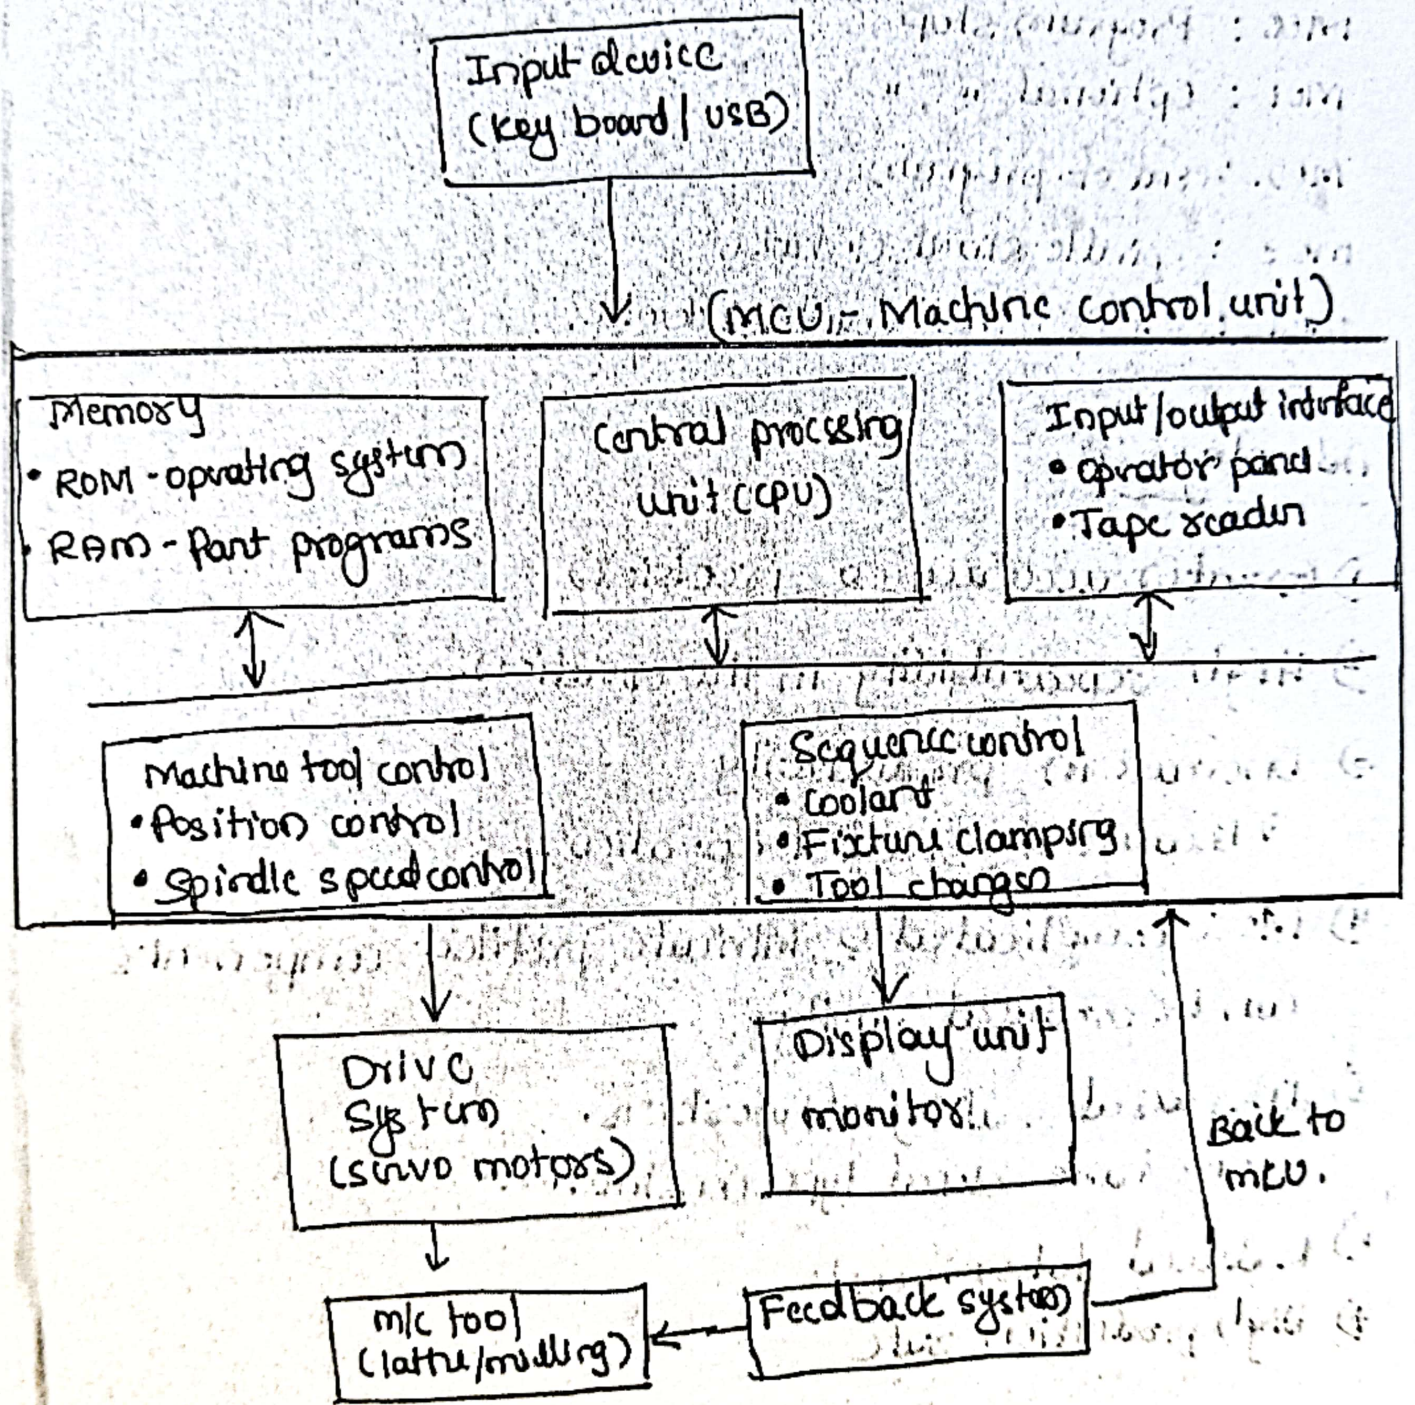 Input device
(key board / USB)
(MCU - Machine control unit)
Memory
• ROM - operating system
• RAM - Part programs
Central processing
unit (CPU)
Input/output interface
• Operator panel
• Tape reader
Machine tool control
• Position control
• Spindle speed control
Sequence control
• Coolant
• Fixture clamping
• Tool changer
Drive
System
(servo motors)
Display unit
monitor
Back to
MCU.
M/c tool
(lathe/milling)
Feedback system